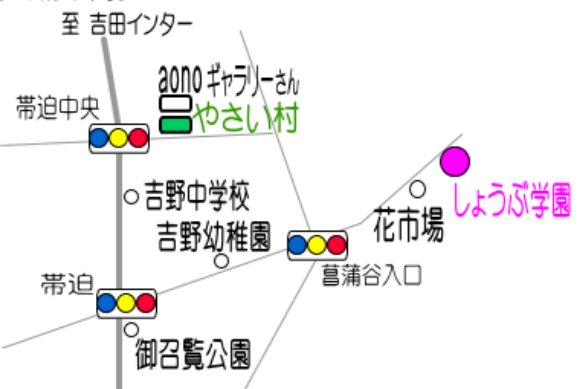 至 吉田インター
aono ギャラリーさん
やさい村
帯迫中央
吉野中学校
吉野幼稚園
花市場
しょうぶ学園
菖蒲谷入口
帯迫
御召覧公園